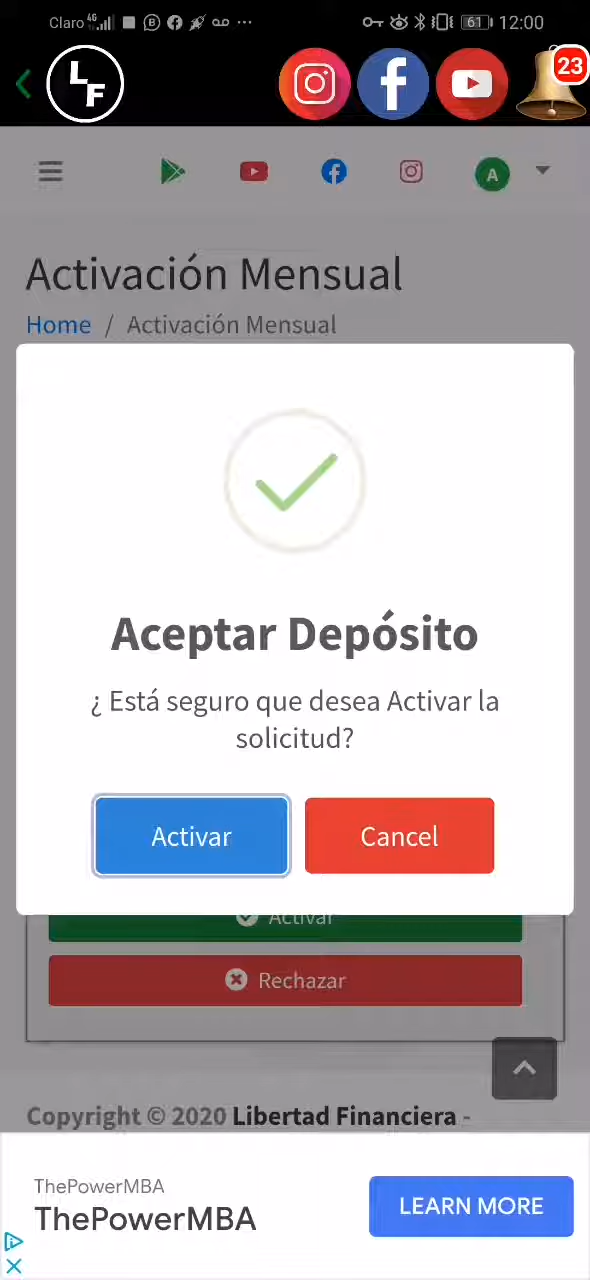 Claro 4G 61 12:00
LF
23
A
Activación Mensual
Home / Activación Mensual
Aceptar Depósito
¿ Está seguro que desea Activar la
solicitud?
Activar Cancel
Activar
Rechazar
Copyright © 2020 Libertad Financiera -
ThePowerMBA
ThePowerMBA
LEARN MORE